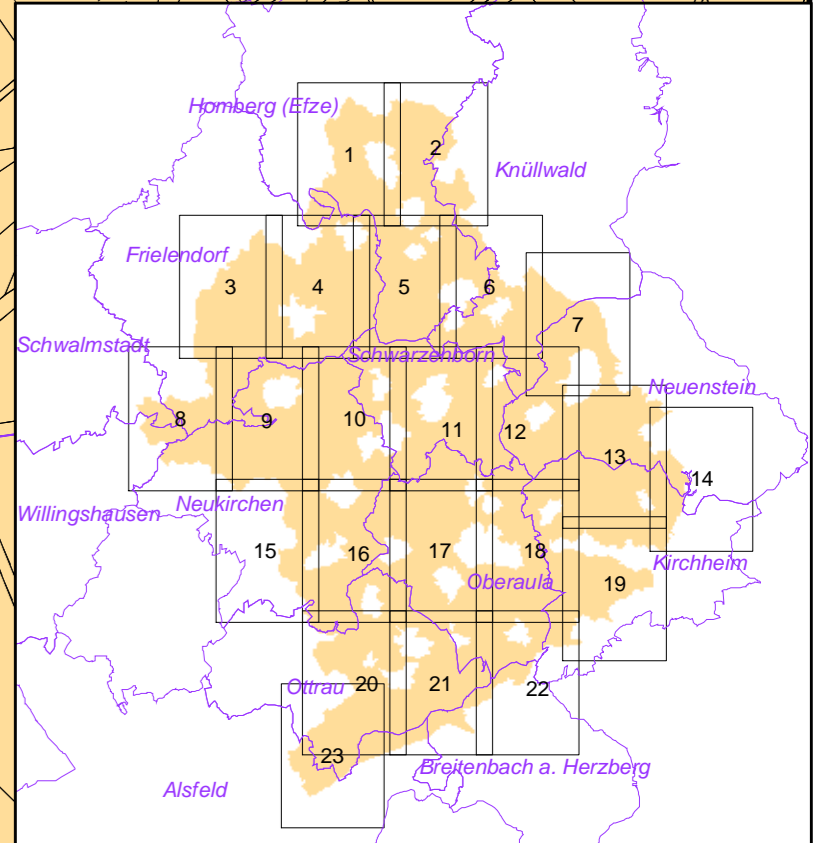 Homberg (Efze)
1
2
Knüllwald
Frielendorf
3
4
5
6
7
Schwalmstadt
Schwarzenborn
Neuenstein
8
9
10
11
12
13
14
Willingshausen
Neukirchen
15
16
17
18
Kirchheim
Oberaula
19
Ottrau
20
21
22
23
Breitenbach a. Herzberg
Alsfeld